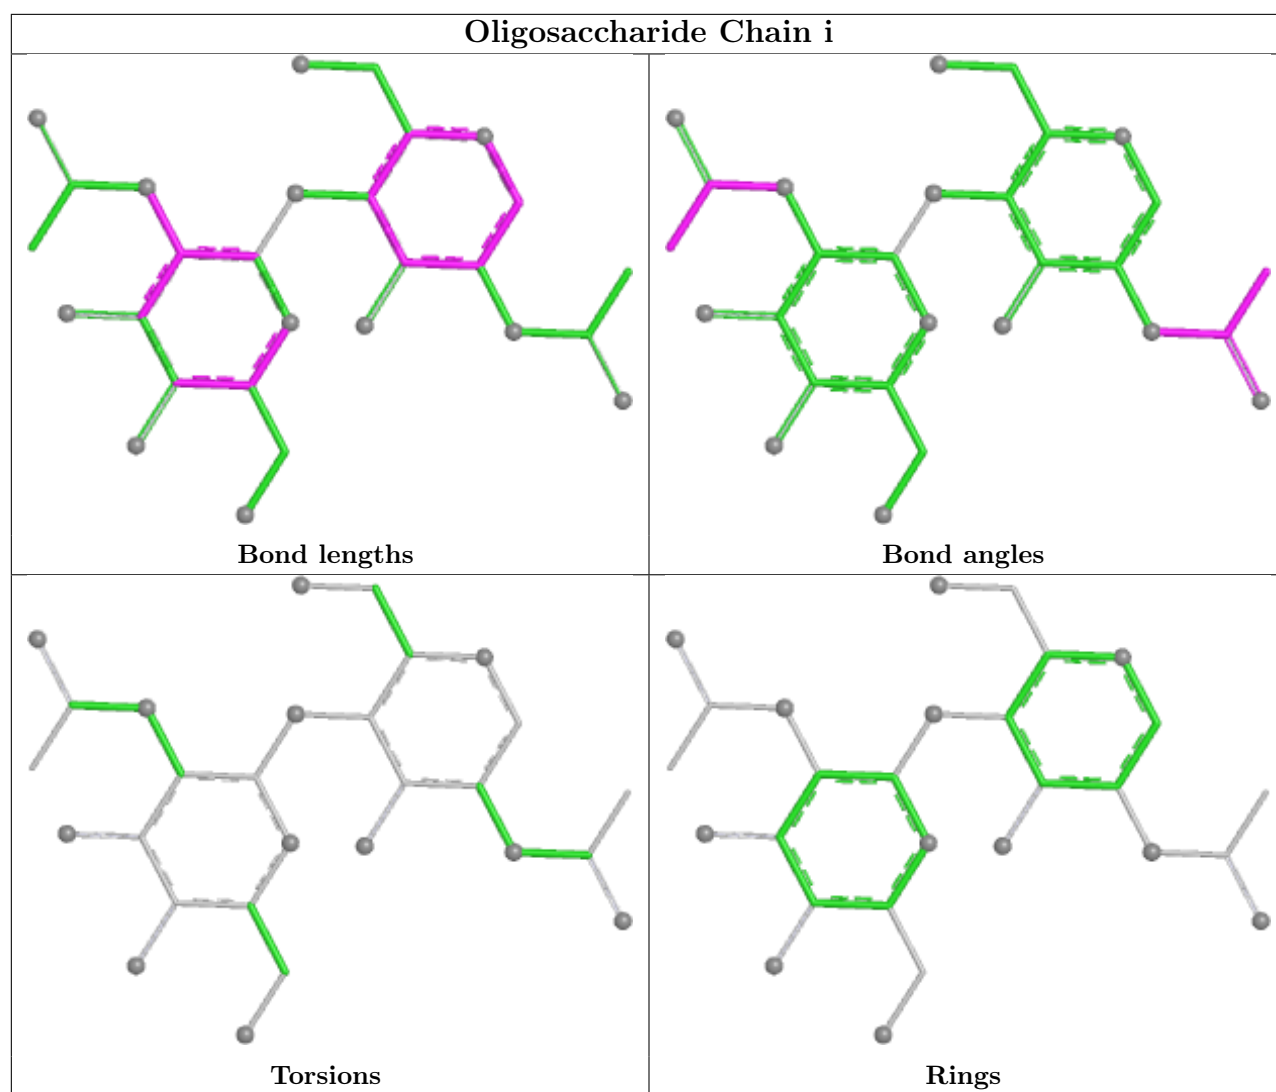 Oligosaccharide Chain i
Bond lengths
Bond angles
Torsions
Rings